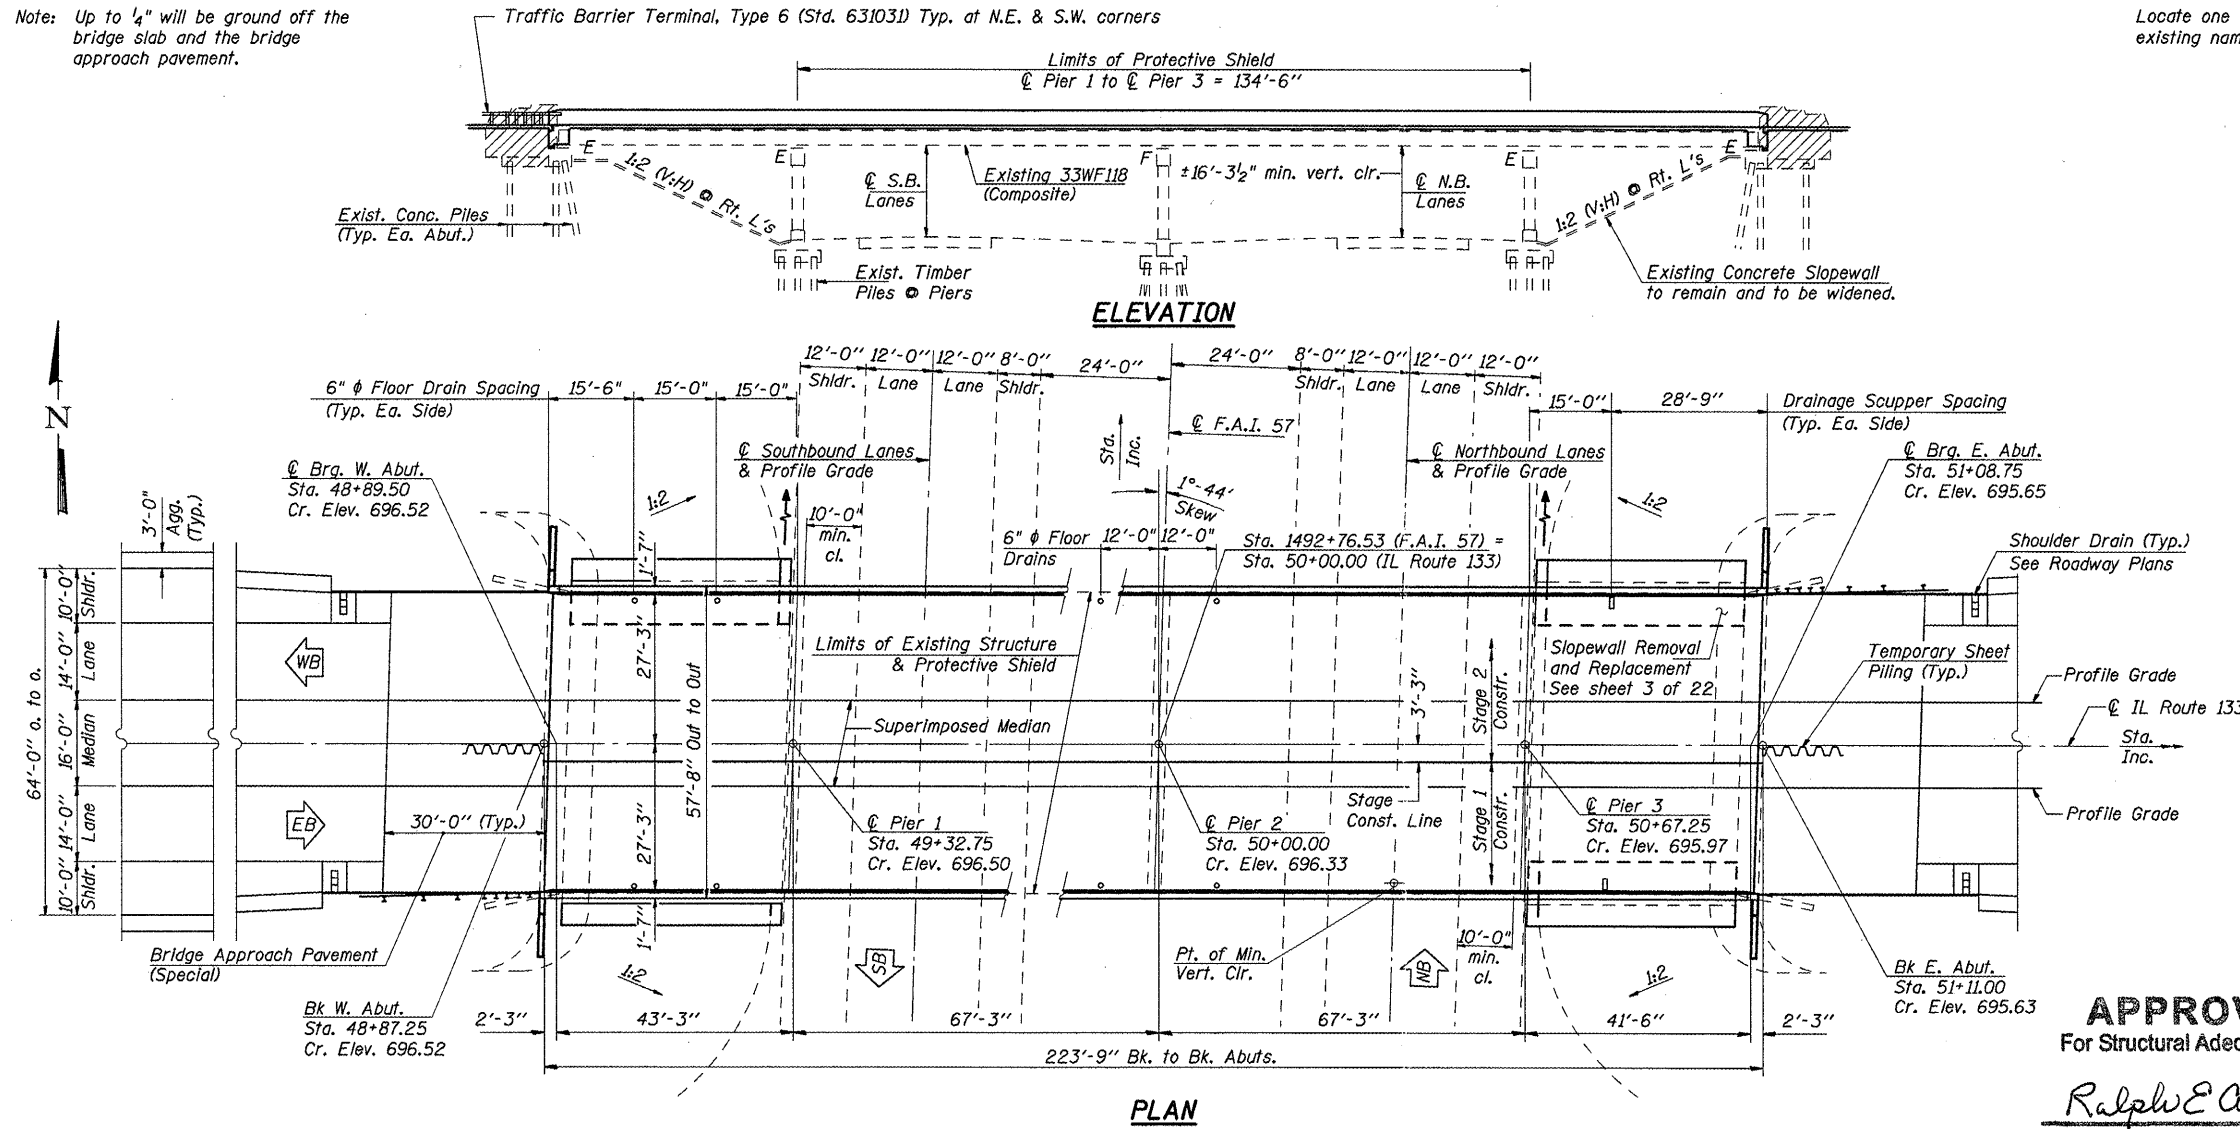 Note: Up to 1/4" will be ground off the
bridge slab and the bridge
approach pavement.
Traffic Barrier Terminal, Type 6 (Std. 631031) Typ. at N.E. & S.W. corners
Locate one
existing nam
Limits of Protective Shield
℄ Pier 1 to ℄ Pier 3 = 134'-6"
E
E
F
E
E
1:2 (V:H) @ Rt. L's
℄ S.B.
Lanes
Existing 33WF118
(Composite)
±16'-3½" min. vert. clr.
℄ N.B.
Lanes
1:2 (V:H) @ Rt. L's
Exist. Conc. Piles
(Typ. Ea. Abut.)
Exist. Timber
Piles @ Piers
Existing Concrete Slopewall
to remain and to be widened.
ELEVATION
12'-0" 12'-0" 12'-0" 8'-0" 24'-0" 24'-0" 8'-0" 12'-0" 12'-0" 12'-0"
Shldr. Lane Lane Shldr. Shldr. Lane Lane Shldr.
6" φ Floor Drain Spacing
(Typ. Ea. Side)
15'-6" 15'-0" 15'-0"
15'-0" 28'-9"
Drainage Scupper Spacing
(Typ. Ea. Side)
N
℄ F.A.I. 57
Sta.
Inc.
℄ Southbound Lanes
& Profile Grade
℄ Northbound Lanes
& Profile Grade
℄ Brg. W. Abut.
Sta. 48+89.50
Cr. Elev. 696.52
℄ Brg. E. Abut.
Sta. 51+08.75
Cr. Elev. 695.65
1°-44'
Skew
1:2
1:2
3'-0"
Agg.
(Typ.)
10'-0"
min.
cl.
6" φ Floor
Drains
12'-0" 12'-0"
Sta. 1492+76.53 (F.A.I. 57) =
Sta. 50+00.00 (IL Route 133)
Shoulder Drain (Typ.)
See Roadway Plans
1'-7"
10'-0"
Shldr.
14'-0"
Lane
16'-0"
Median
14'-0"
Lane
10'-0"
Shldr.
64'-0" o. to o.
WB
27'-3"
57'-8" Out to Out
Limits of Existing Structure
& Protective Shield
Slopewall Removal
and Replacement
See sheet 3 of 22
Temporary Sheet
Piling (Typ.)
Profile Grade
Superimposed Median
3'-3"
Stage 2
Constr.
℄ IL Route 133
Sta.
Inc.
EB
30'-0" (Typ.)
27'-3"
℄ Pier 1
Sta. 49+32.75
Cr. Elev. 696.50
℄ Pier 2
Sta. 50+00.00
Cr. Elev. 696.33
Stage
Const. Line
Stage 1
Constr.
℄ Pier 3
Sta. 50+67.25
Cr. Elev. 695.97
Profile Grade
1'-7"
Bridge Approach Pavement
(Special)
1:2
SB
Pt. of Min.
Vert. Clr.
NB
10'-0"
min.
cl.
1:2
Bk W. Abut.
Sta. 48+87.25
Cr. Elev. 696.52
Bk E. Abut.
Sta. 51+11.00
Cr. Elev. 695.63
2'-3" 43'-3" 67'-3" 67'-3" 41'-6" 2'-3"
223'-9" Bk. to Bk. Abuts.
PLAN
APPROV
For Structural Adec
Ralph E